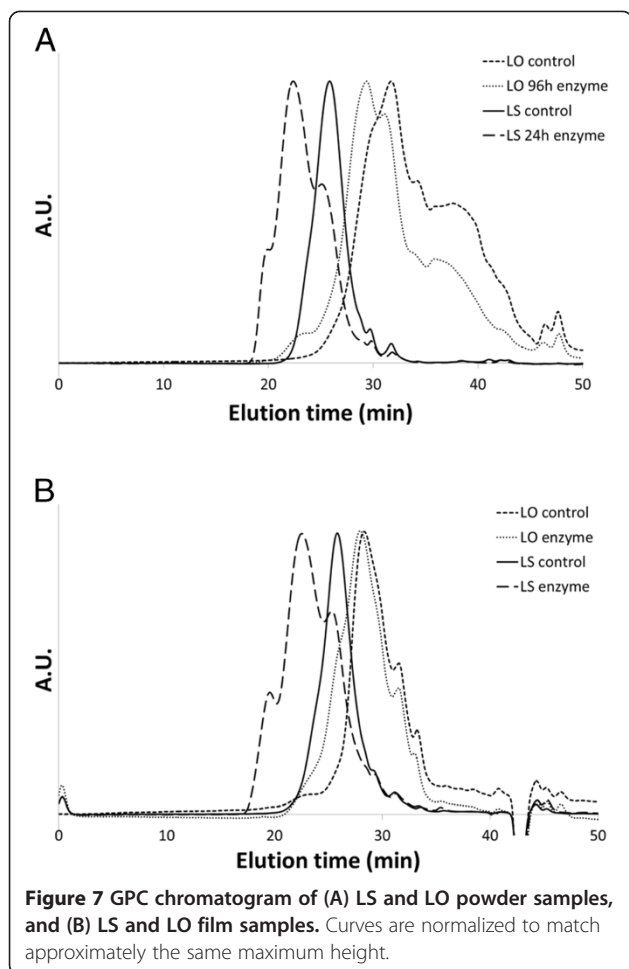 A
LO control
LO 96h enzyme
LS control
LS 24h enzyme
A.U.
0 10 20 30 40 50
Elution time (min)
B
LO control
LO enzyme
LS control
LS enzyme
A.U.
0 10 20 30 40 50
Elution time (min)
Figure 7 GPC chromatogram of (A) LS and LO powder samples,
and (B) LS and LO film samples. Curves are normalized to match
approximately the same maximum height.